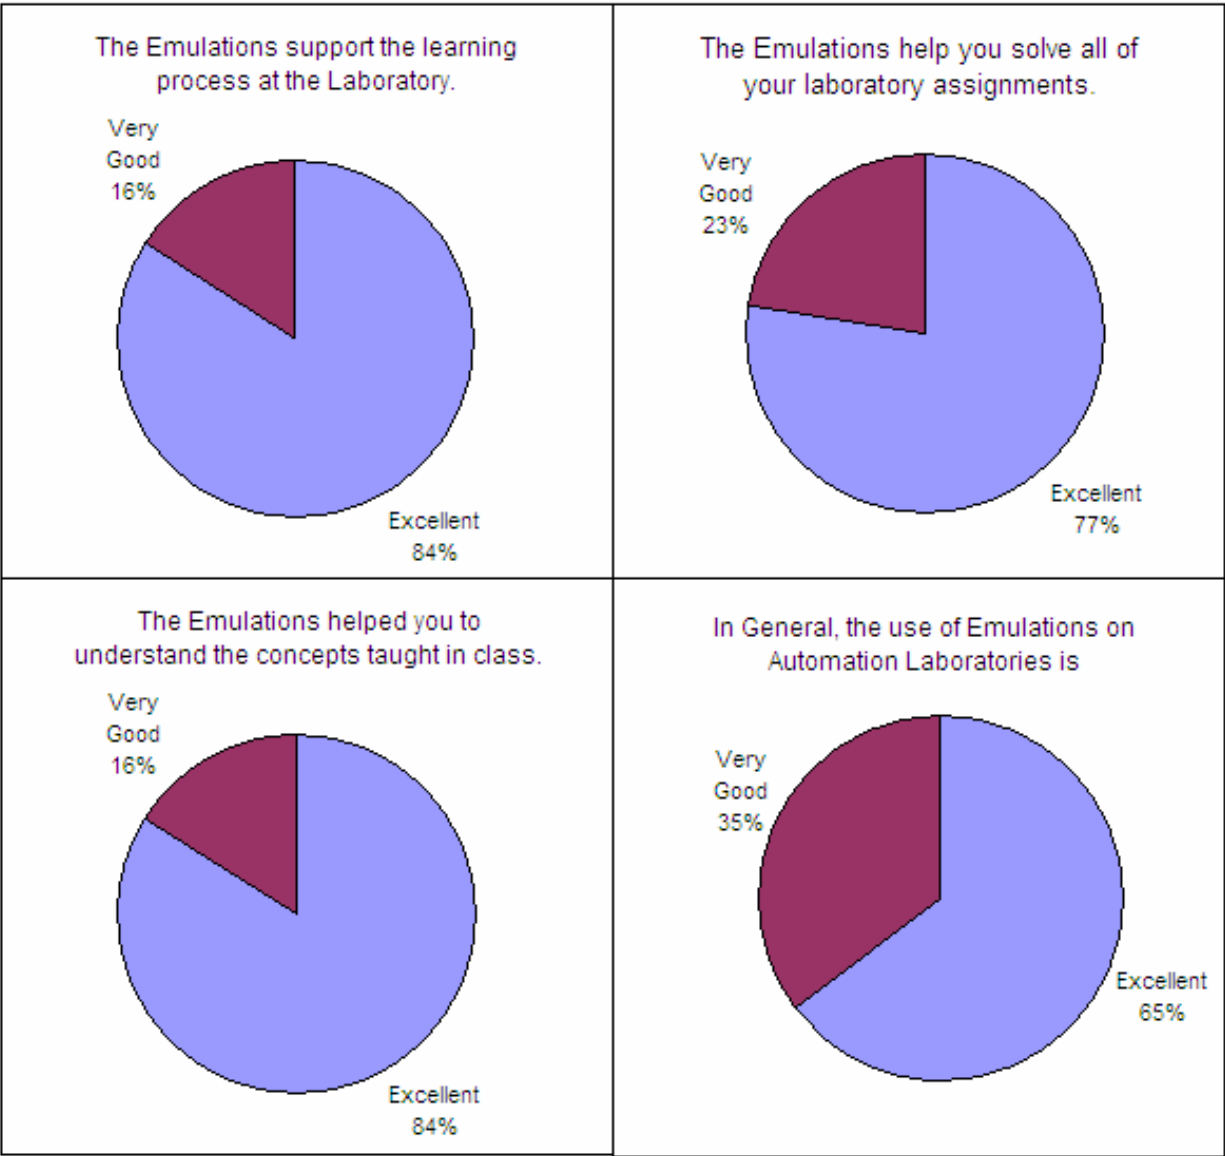 The Emulations support the learning
process at the Laboratory.
Very
Good
16%
Excellent
84%
The Emulations help you solve all of
your laboratory assignments.
Very
Good
23%
Excellent
77%
The Emulations helped you to
understand the concepts taught in class.
Very
Good
16%
Excellent
84%
In General, the use of Emulations on
Automation Laboratories is
Very
Good
35%
Excellent
65%